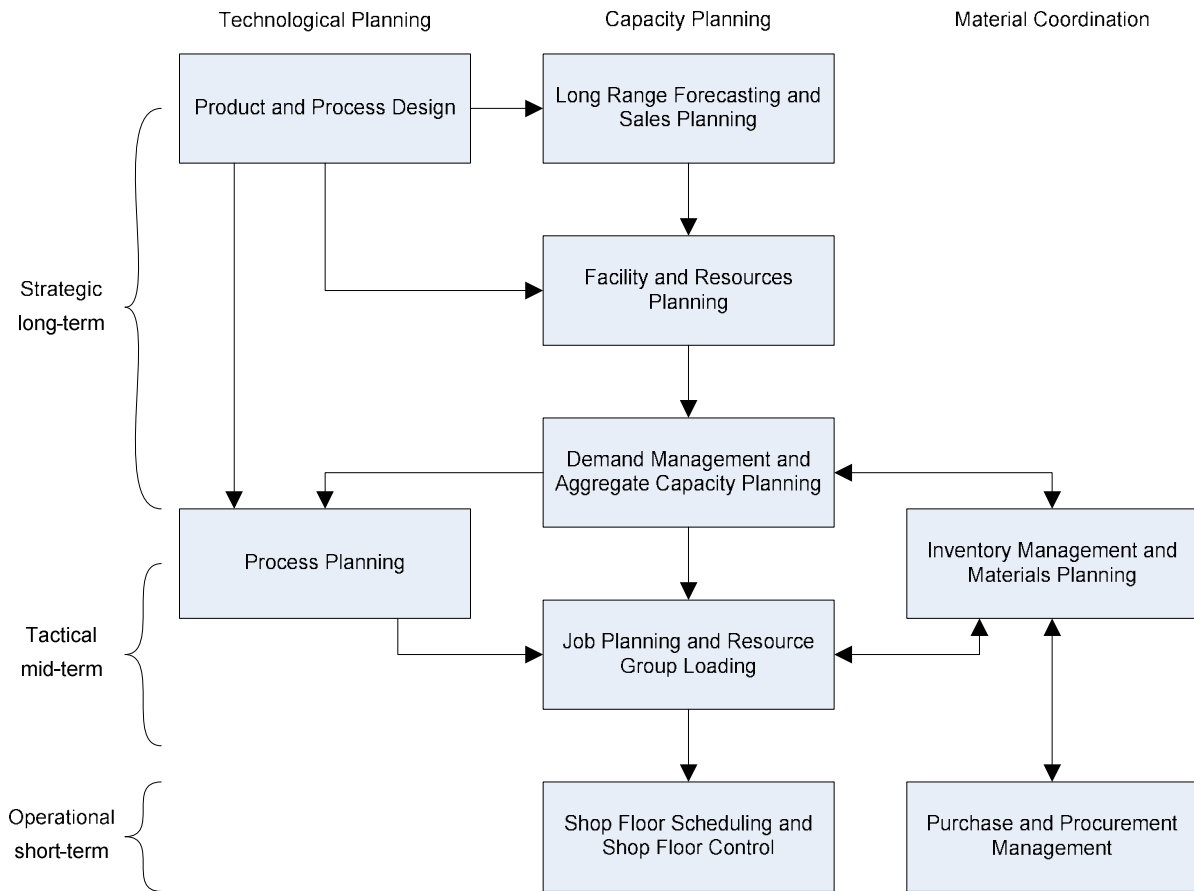 Technological Planning
Capacity Planning
Material Coordination
Product and Process Design
Long Range Forecasting and
Sales Planning
Strategic
long-term
Facility and Resources
Planning
Demand Management and
Aggregate Capacity Planning
Process Planning
Inventory Management and
Materials Planning
Tactical
mid-term
Job Planning and Resource
Group Loading
Operational
short-term
Shop Floor Scheduling and
Shop Floor Control
Purchase and Procurement
Management